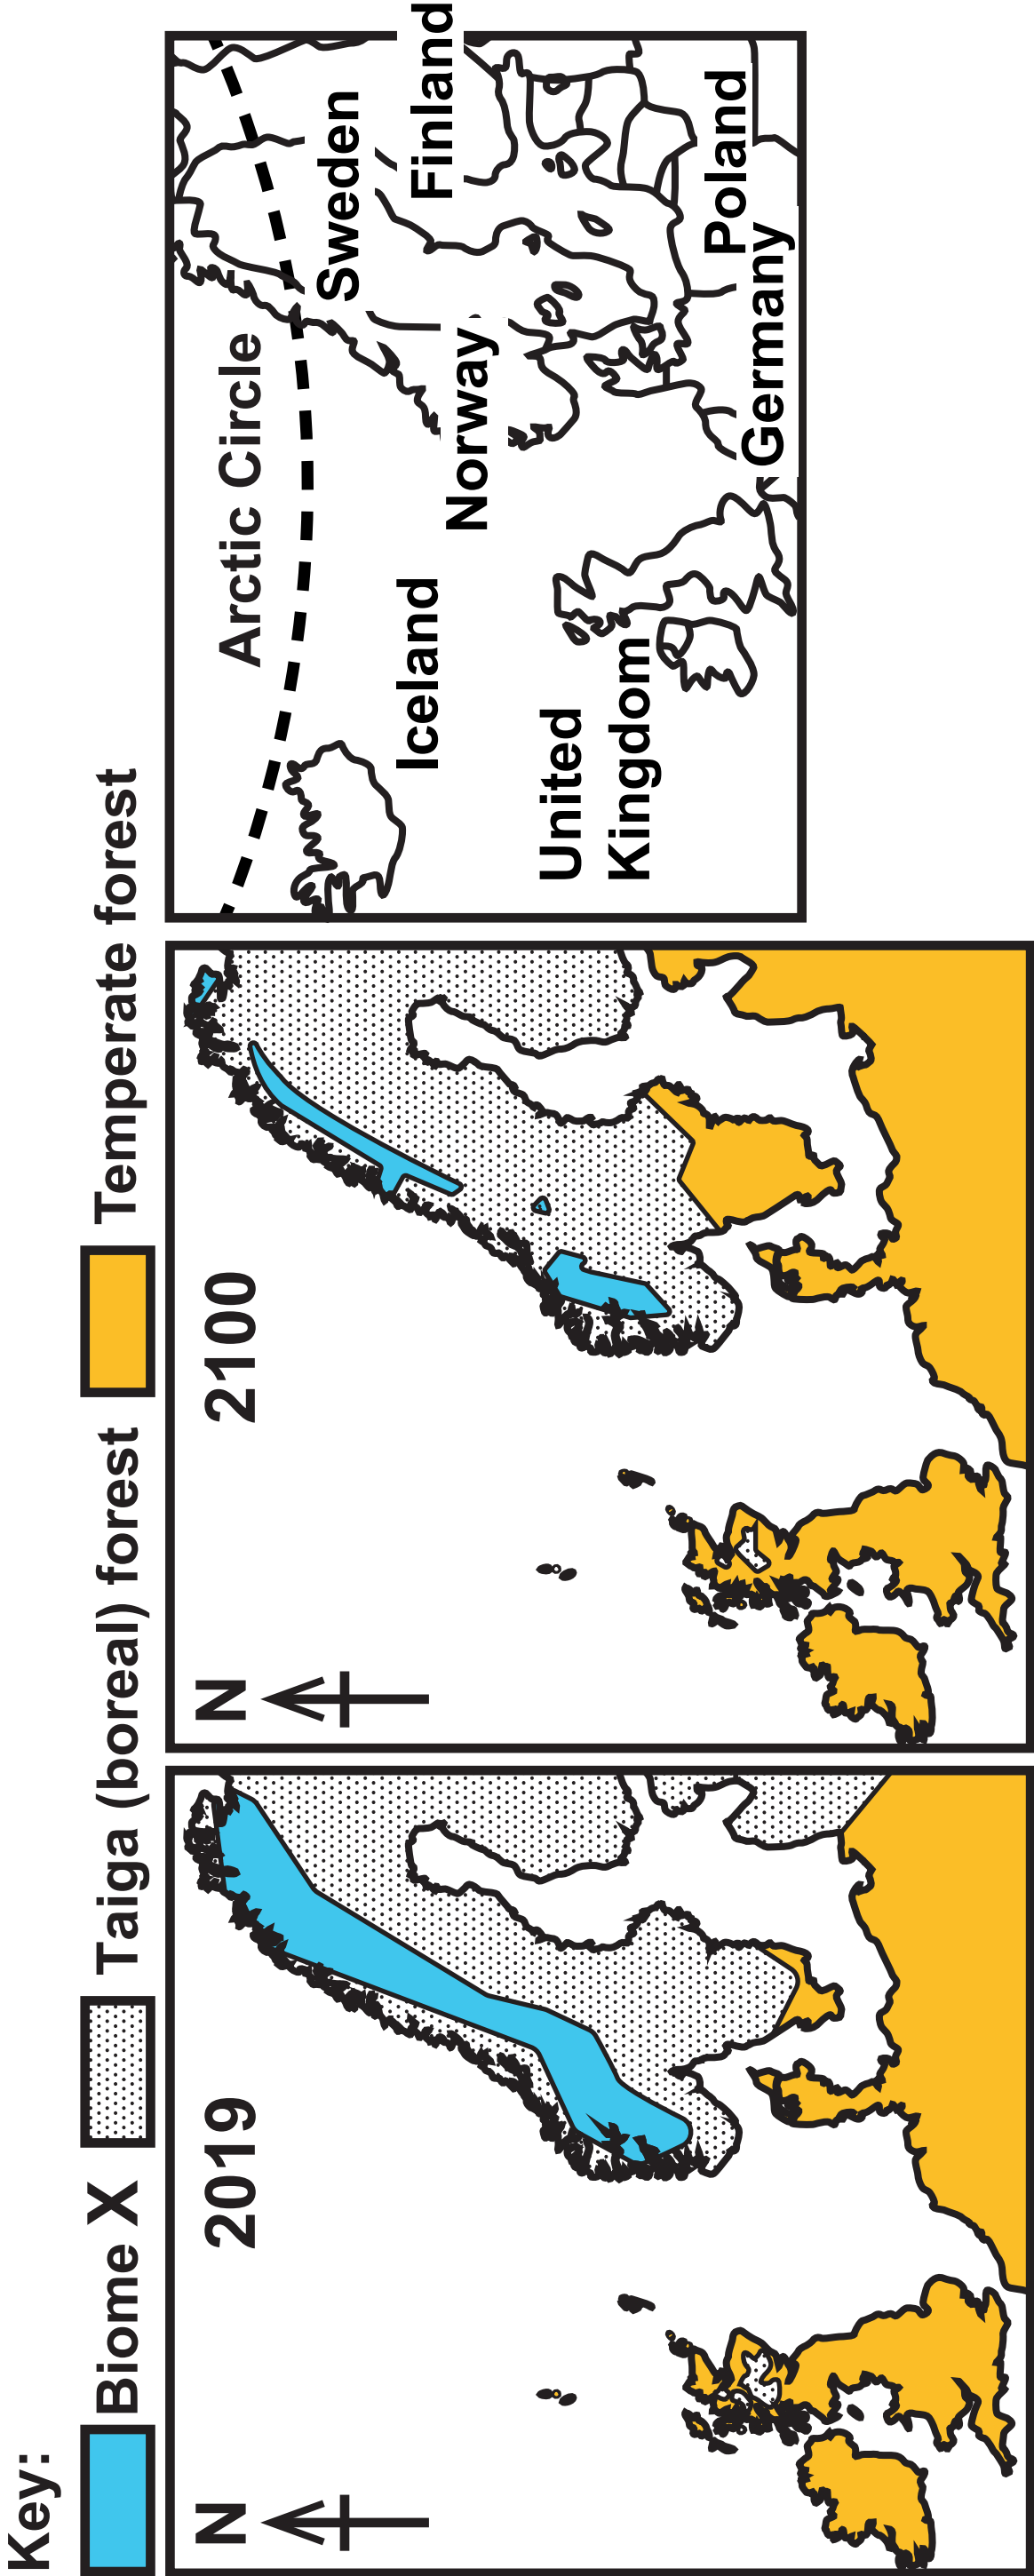 Key:
Biome X
Taiga (boreal) forest
Temperate forest
2019
N
2100
N
Arctic Circle
Iceland
Norway
Sweden
Finland
United
Kingdom
Germany
Poland